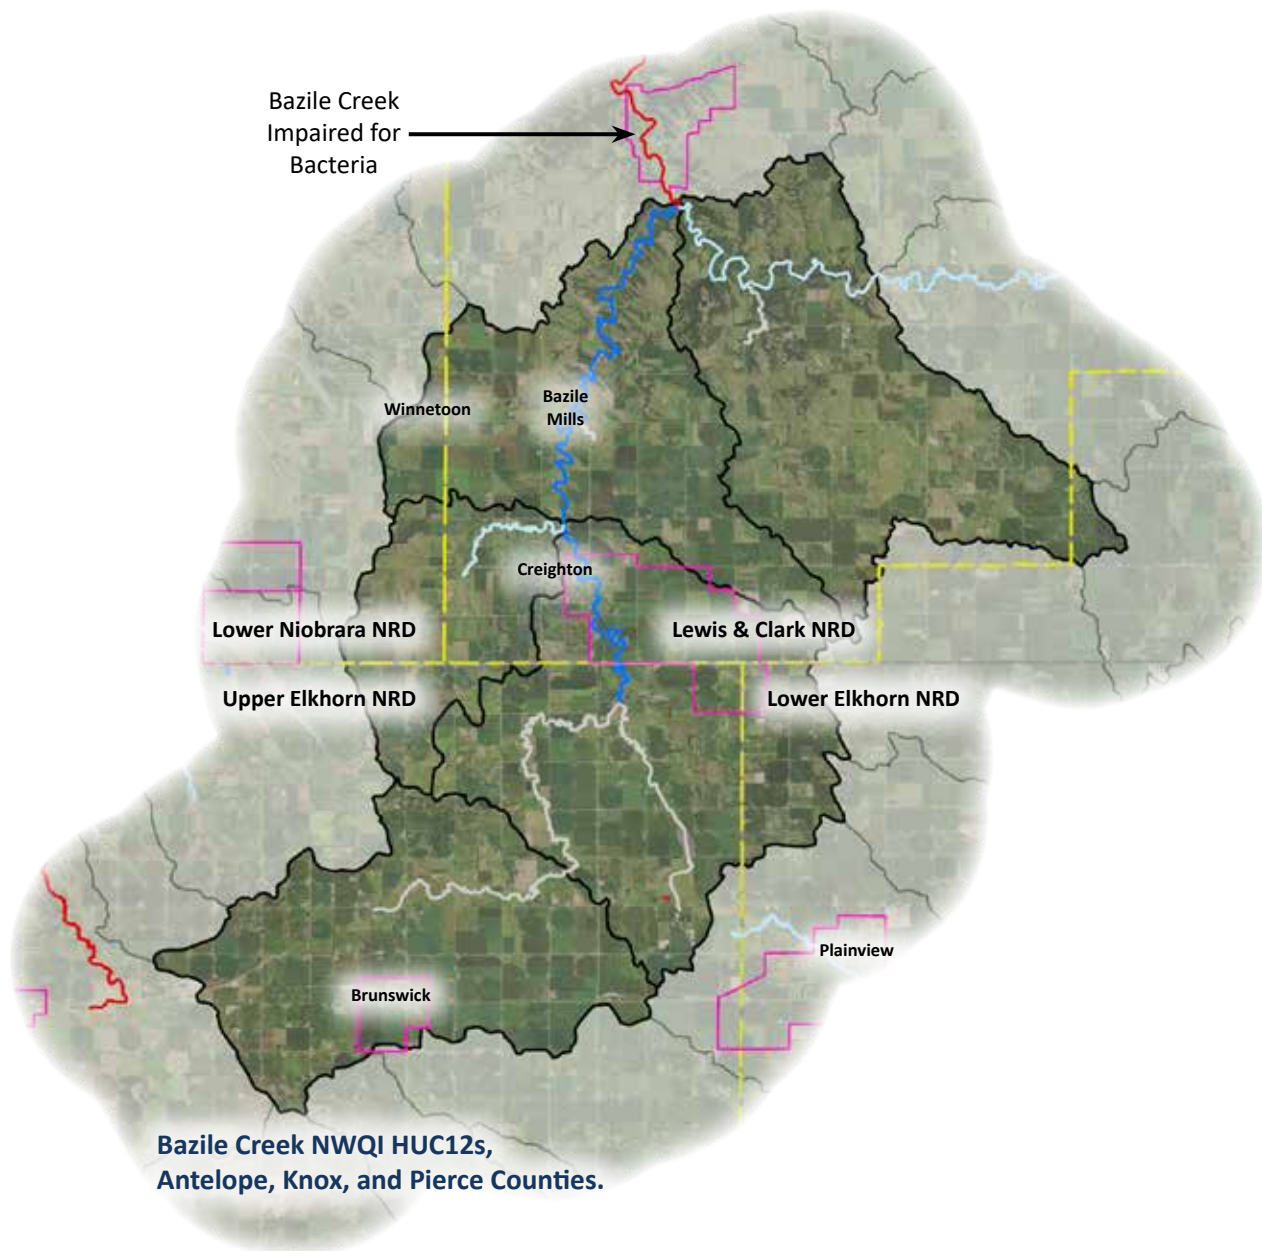 Bazile Creek
Impaired for
Bacteria
Winnetoon
Bazile
Mills
Creighton
Lower Niobrara NRD
Lewis & Clark NRD
Upper Elkhorn NRD
Lower Elkhorn NRD
Plainview
Brunswick
Bazile Creek NWQI HUC12s,
Antelope, Knox, and Pierce Counties.